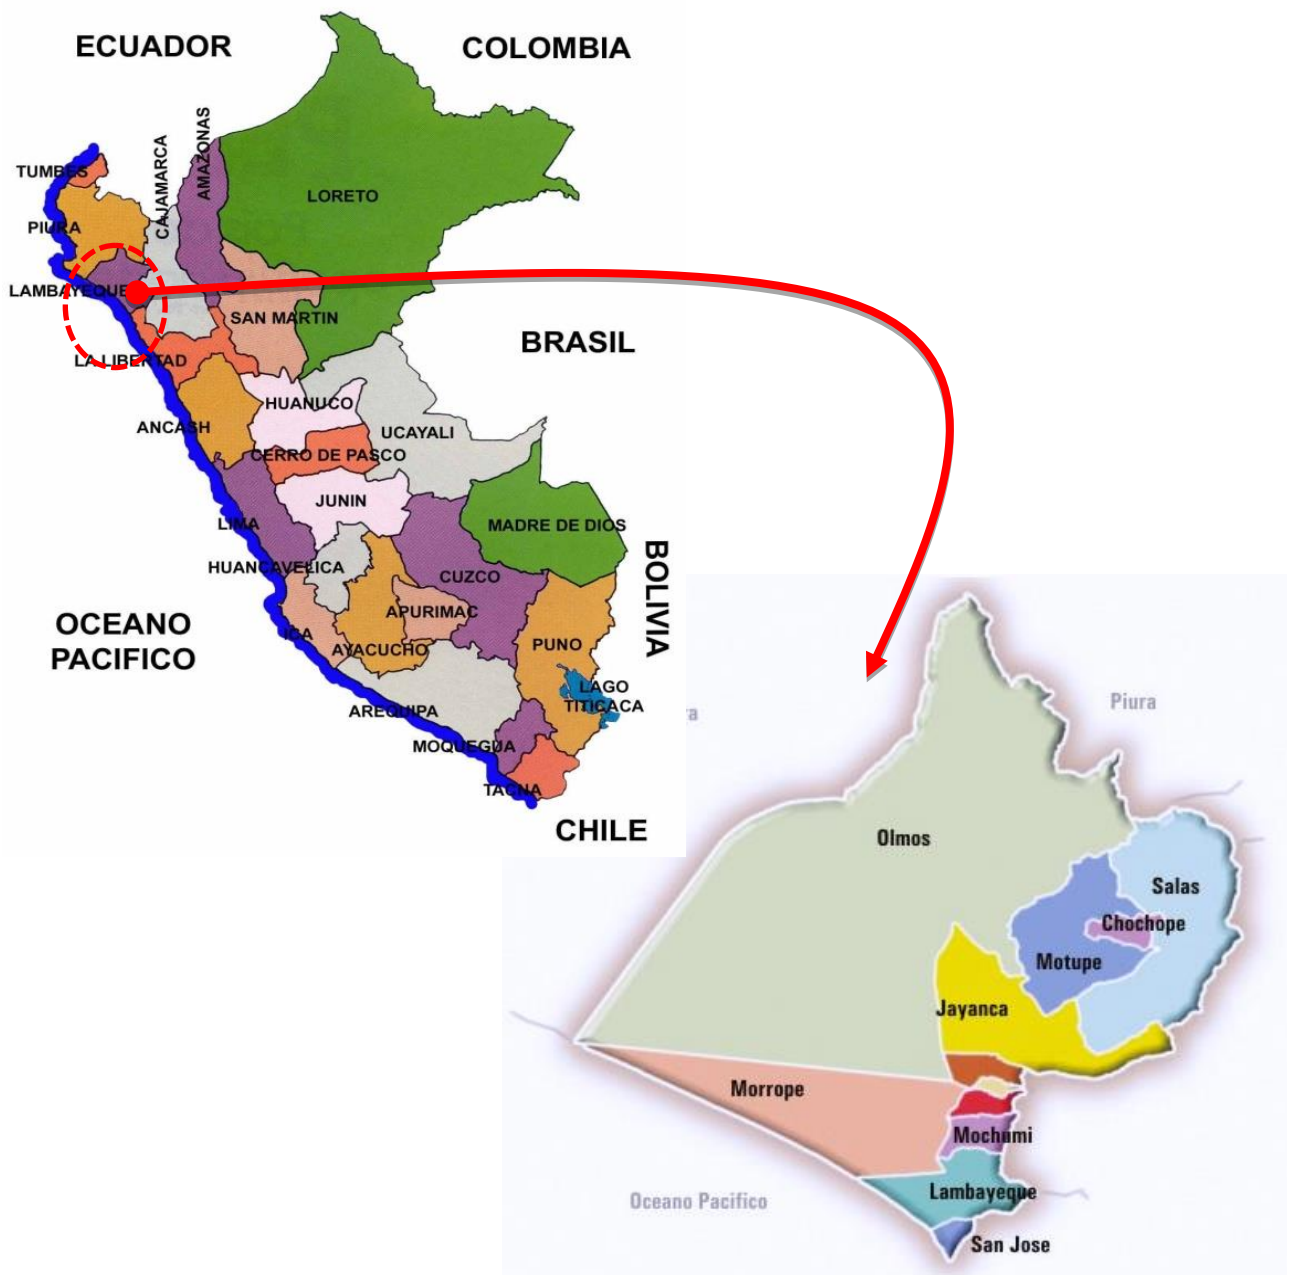 ECUADOR
COLOMBIA
CAJAMARCA
AMAZONAS
TUMBES
LORETO
PIURA
LAMBAYEQUE
SAN MARTIN
BRASIL
LA LIBERTAD
HUANUCO
ANCASH
UCAYALI
CERRO DE PASCO
JUNIN
LIMA
MADRE DE DIOS
HUANCAVELICA
CUZCO
BOLIVIA
APURIMAC
OCEANO
PACIFICO
ICA
AYACUCHO
PUNO
LAGO
TITICACA
AREQUIPA
MOQUEGUA
TACNA
CHILE
Piura
Olmos
Salas
Chochope
Motupe
Jayanca
Morrope
Mochumi
Lambayeque
Oceano Pacifico
San Jose